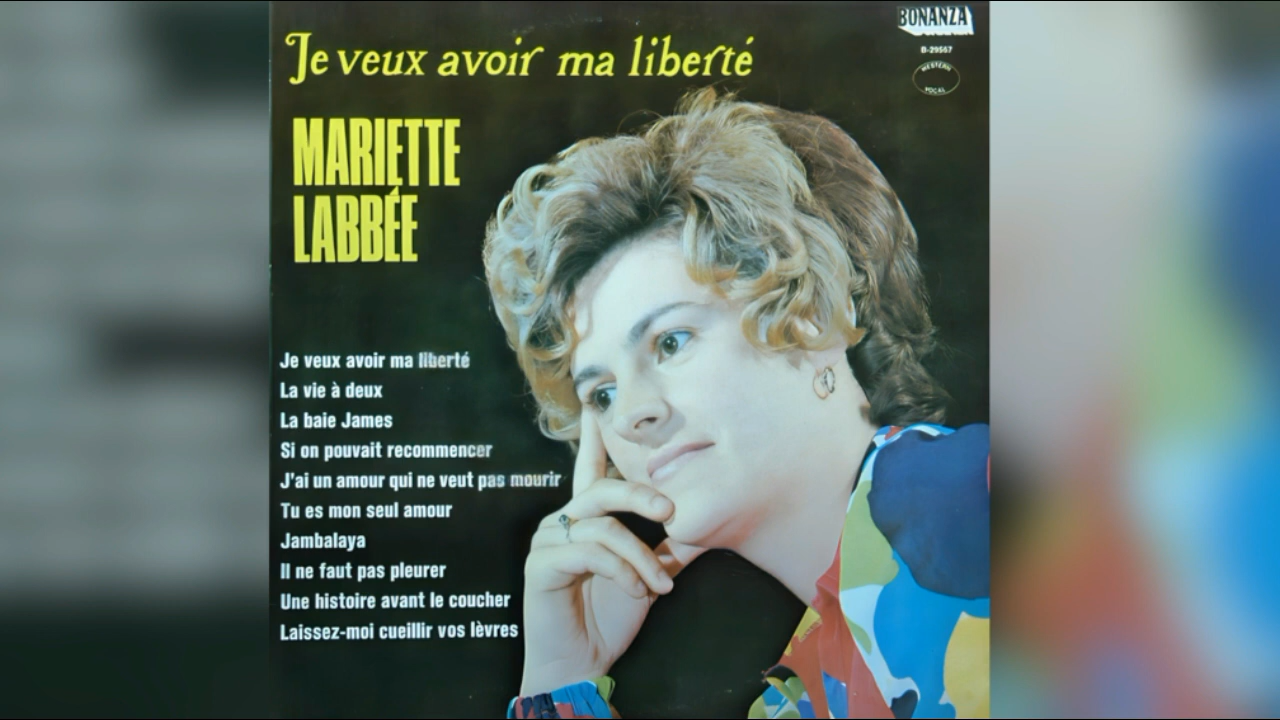 Je veux avoir ma liberté
BONANZA
B-29567
WESTERN
VOCAL
MARIETTE
LABBÉE
Je veux avoir ma liberté
La vie à deux
La baie James
Si on pouvait recommencer
J'ai un amour qui ne veut pas mourir
Tu es mon seul amour
Jambalaya
Il ne faut pas pleurer
Une histoire avant le coucher
Laissez-moi cueillir vos lèvres